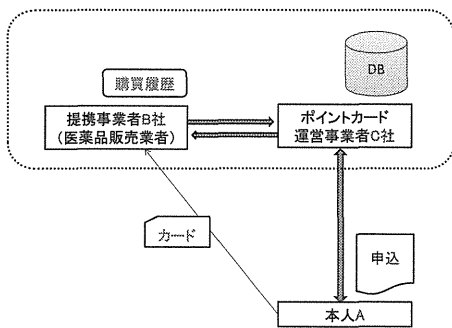 DB
購買履歴
提携事業者B社
(医薬品販売業者)
ポイントカード
運営事業者C社
カード
申込
本人A